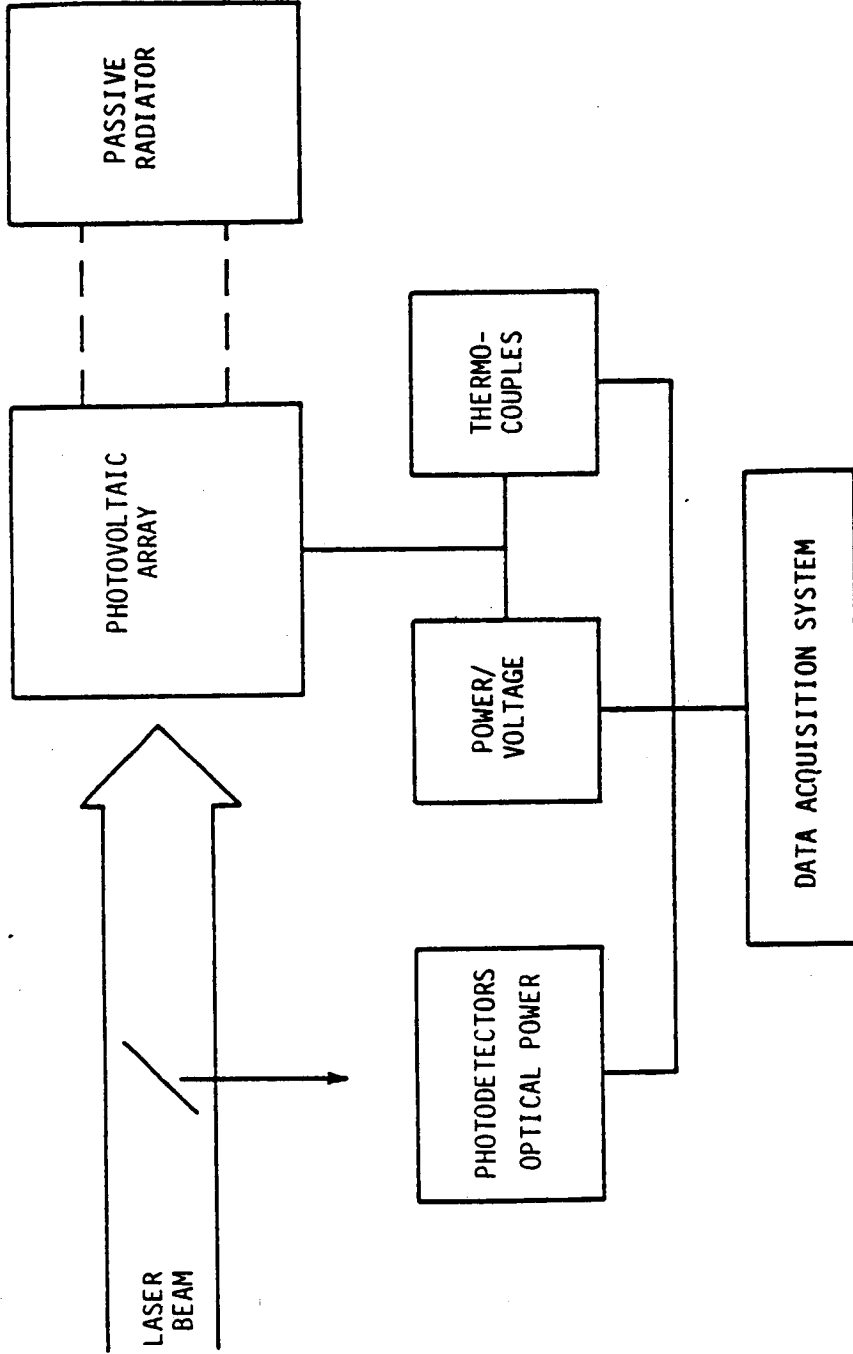 LASER
BEAM
PHOTOVOLTAIC
ARRAY
PASSIVE
RADIATOR
PHOTODETECTORS
OPTICAL POWER
POWER/
VOLTAGE
THERMO-
COUPLES
DATA ACQUISITION SYSTEM